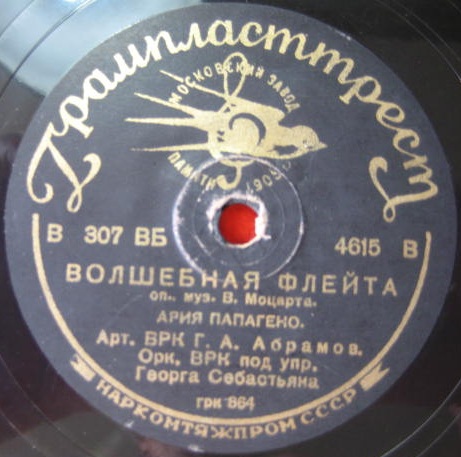 Грампласттрест
МОСКОВСКИЙ ЗАВОД
ПАМЯТИ
В 307 ВБ
4615 В
ВОЛШЕБНАЯ ФЛЕЙТА
оп. муз. В. Моцарта.
АРИЯ ПАПАГЕНО.
Арт. ВРК Г. А. Абрамов.
Орк. ВРК под упр.
Георга Себастьяна
грк 864
НАРКОМТЯЖПРОМ СССР